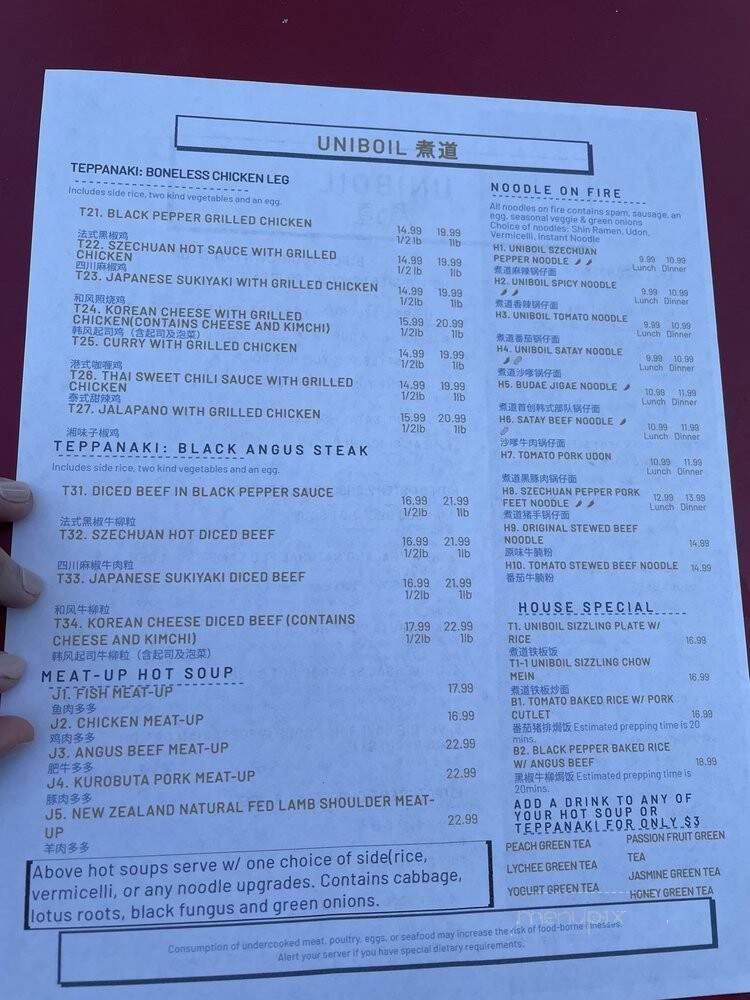 UNIBOIL 煮道
TEPPANAKI: BONELESS CHICKEN LEG
Includes side rice, two kind vegetables and an egg.
T21. BLACK PEPPER GRILLED CHICKEN
14.99 19.99
1/2 lb 1lb
法式黑椒鸡
T22. SZECHUAN HOT SAUCE WITH GRILLED
CHICKEN
14.99 19.99
1/2 lb 1lb
四川麻椒鸡
T23. JAPANESE SUKIYAKI WITH GRILLED CHICKEN
14.99 19.99
1/2lb 1lb
和风照烧鸡
T24. KOREAN CHEESE WITH GRILLED
CHICKEN(CONTAINS CHEESE AND KIMCHI)
15.99 20.99
1/2lb 1lb
韩风起司鸡（含起司及泡菜）
T25. CURRY WITH GRILLED CHICKEN
14.99 19.99
1/2lb 1lb
港式咖喱鸡
T26. THAI SWEET CHILI SAUCE WITH GRILLED
CHICKEN
14.99 19.99
1/2lb 1lb
泰式甜辣鸡
T27. JALAPANO WITH GRILLED CHICKEN
15.99 20.99
1/2lb 1lb
湘味子椒鸡
TEPPANAKI: BLACK ANGUS STEAK
Includes side rice, two kind vegetables and an egg.
T31. DICED BEEF IN BLACK PEPPER SAUCE
16.99 21.99
1/2lb 1lb
法式黑椒牛柳粒
T32. SZECHUAN HOT DICED BEEF
16.99 21.99
1/2lb 1lb
四川麻椒牛肉粒
T33. JAPANESE SUKIYAKI DICED BEEF
16.99 21.99
1/2lb 1lb
和风牛柳粒
T34. KOREAN CHEESE DICED BEEF (CONTAINS
CHEESE AND KIMCHI)
17.99 22.99
1/2lb 1lb
韩风起司牛柳粒（含起司及泡菜）
MEAT-UP HOT SOUP
J1. FISH MEAT-UP 17.99
鱼肉多多
J2. CHICKEN MEAT-UP 16.99
鸡肉多多
J3. ANGUS BEEF MEAT-UP 22.99
肥牛多多
J4. KUROBUTA PORK MEAT-UP 22.99
豚肉多多
J5. NEW ZEALAND NATURAL FED LAMB SHOULDER MEAT-
UP 22.99
羊肉多多
Above hot soups serve w/ one choice of side(rice,
vermicelli, or any noodle upgrades. Contains cabbage,
lotus roots, black fungus and green onions.
NOODLE ON FIRE
All noodles on fire contains spam, sausage, an
egg, seasonal veggie & green onions
Choice of noodles: Shin Ramen, Udon,
Vermicelli, Instant Noodle
H1. UNIBOIL SZECHUAN
PEPPER NOODLE
9.99 10.99
Lunch Dinner
煮道麻辣锅仔面
H2. UNIBOIL SPICY NOODLE
9.99 10.99
Lunch Dinner
煮道香辣锅仔面
H3. UNIBOIL TOMATO NOODLE
9.99 10.99
Lunch Dinner
煮道番茄锅仔面
H4. UNIBOIL SATAY NOODLE
9.99 10.99
Lunch Dinner
煮道沙嗲锅仔面
H5. BUDAE JIGAE NOODLE
10.99 11.99
Lunch Dinner
煮道首创韩式部队锅仔面
H6. SATAY BEEF NOODLE
10.99 11.99
Lunch Dinner
沙嗲牛肉锅仔面
H7. TOMATO PORK UDON
10.99 11.99
Lunch Dinner
煮道黑豚肉锅仔面
H8. SZECHUAN PEPPER PORK
FEET NOODLE
12.99 13.99
Lunch Dinner
煮道猪手锅仔面
H9. ORIGINAL STEWED BEEF
NOODLE 14.99
原味牛腩粉
H10. TOMATO STEWED BEEF NOODLE 14.99
番茄牛腩粉
HOUSE SPECIAL
T1. UNIBOIL SIZZLING PLATE W/
RICE 16.99
煮道铁板饭
T1-1 UNIBOIL SIZZLING CHOW
MEIN 16.99
煮道铁板炒面
B1. TOMATO BAKED RICE W/ PORK
CUTLET 16.99
番茄猪排焗饭 Estimated prepping time is 20
mins.
B2. BLACK PEPPER BAKED RICE
W/ ANGUS BEEF 18.99
黑椒牛柳焗饭 Estimated prepping time is
20mins.
ADD A DRINK TO ANY OF
YOUR HOT SOUP OR
TEPPANAKI FOR ONLY $3
PEACH GREEN TEA
LYCHEE GREEN TEA
YOGURT GREEN TEA
PASSION FRUIT GREEN
TEA
JASMINE GREEN TEA
HONEY GREEN TEA
menupix
Consumption of undercooked meat, poultry, eggs, or seafood may increase the risk of food-borne illnesses.
Alert your server if you have special dietary requirements.